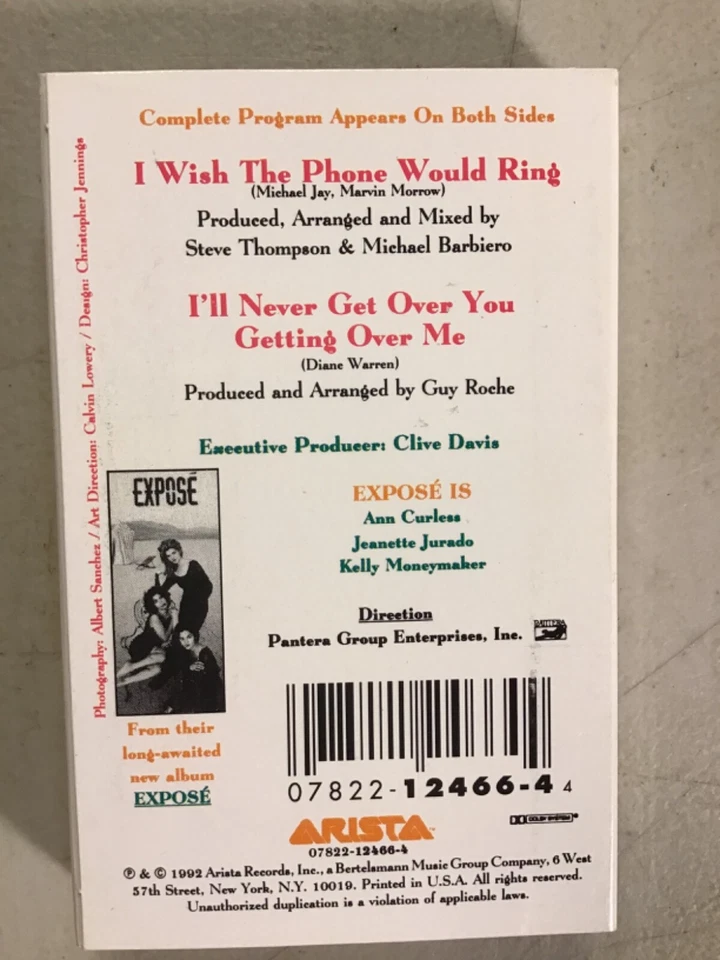 Complete Program Appears On Both Sides
I Wish The Phone Would Ring
(Michael Jay, Marvin Morrow)
Produced, Arranged and Mixed by
Steve Thompson & Michael Barbiero
I'll Never Get Over You
Getting Over Me
(Diane Warren)
Produced and Arranged by Guy Roche
Executive Producer: Clive Davis
Photography: Albert Sanchez / Art Direction: Calvin Lowery / Design: Christopher Jennings
EXPOSÉ
EXPOSÉ IS
Ann Curless
Jeanette Jurado
Kelly Moneymaker
Direction
Pantera Group Enterprises, Inc.
PANTERA
From their
long-awaited
new album
EXPOSÉ
07822-12466-4 4
ARISTA
DOLBY SYSTEM
07822-12466-4
℗ & © 1992 Arista Records, Inc., a Bertelsmann Music Group Company, 6 West
57th Street, New York, N.Y. 10019. Printed in U.S.A. All rights reserved.
Unauthorized duplication is a violation of applicable laws.